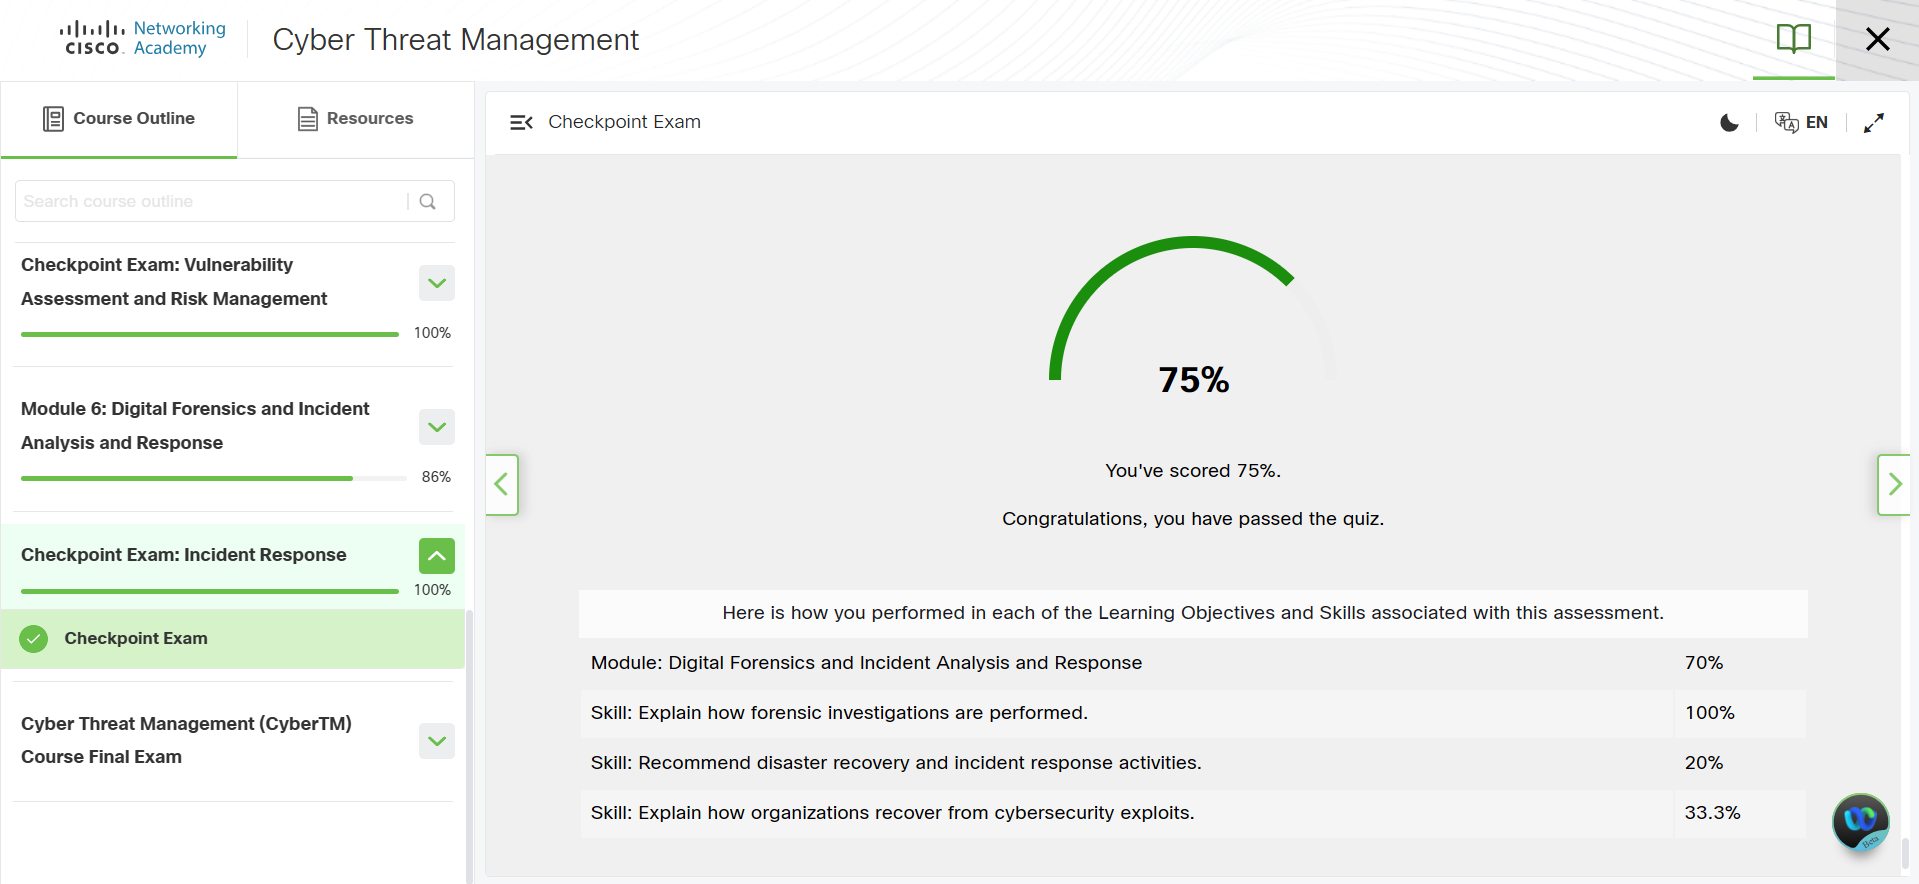 CISCO Networking Academy
Cyber Threat Management
Course Outline
Resources
Search course outline
Checkpoint Exam: Vulnerability
Assessment and Risk Management
100%
Module 6: Digital Forensics and Incident
Analysis and Response
86%
Checkpoint Exam: Incident Response
100%
Checkpoint Exam
Cyber Threat Management (CyberTM)
Course Final Exam
Checkpoint Exam
EN
75%
You've scored 75%.
Congratulations, you have passed the quiz.
Here is how you performed in each of the Learning Objectives and Skills associated with this assessment.
Module: Digital Forensics and Incident Analysis and Response 70%
Skill: Explain how forensic investigations are performed. 100%
Skill: Recommend disaster recovery and incident response activities. 20%
Skill: Explain how organizations recover from cybersecurity exploits. 33.3%
Beta